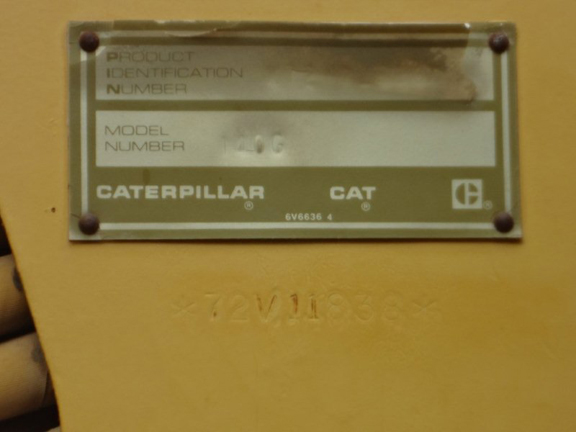 PRODUCT
IDENTIFICATION
NUMBER
MODEL
NUMBER
CATERPILLAR ® CAT ®
6V6636 4